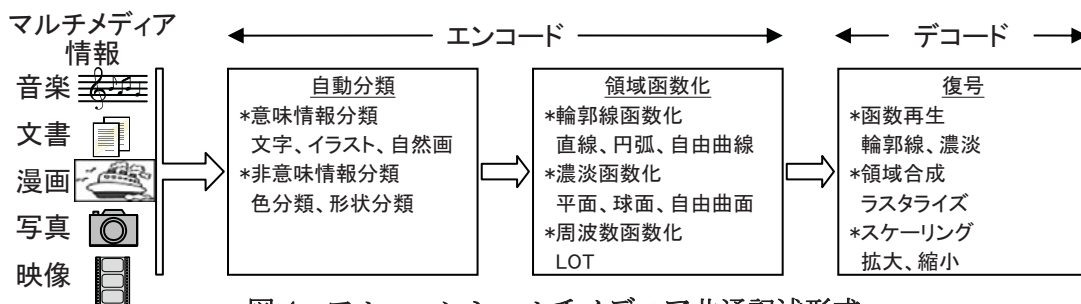 マルチメディア
情報
音楽
文書
漫画
写真
映像
エンコード
デコード
自動分類
*意味情報分類
文字、イラスト、自然画
*非意味情報分類
色分類、形状分類
領域函数化
*輪郭線函数化
直線、円弧、自由曲線
*濃淡函数化
平面、球面、自由曲面
*周波数函数化
LOT
復号
*函数再生
輪郭線、濃淡
*領域合成
ラスタライズ
*スケーリング
拡大、縮小